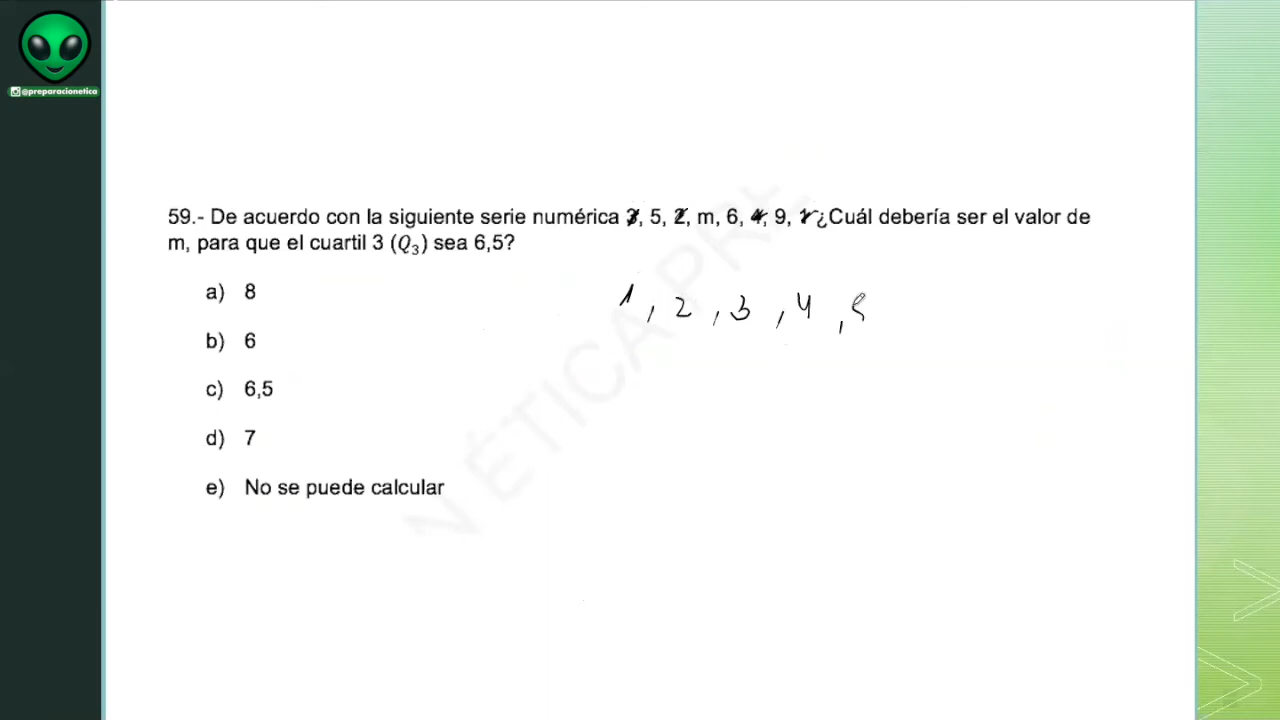 @preparacionetica
59.- De acuerdo con la siguiente serie numérica 3, 5, 2, m, 6, 4, 9, 1 ¿Cuál debería ser el valor de
m, para que el cuartil 3 (Q₃) sea 6,5?
a) 8
1, 2, 3, 4, 5
b) 6
c) 6,5
d) 7
e) No se puede calcular